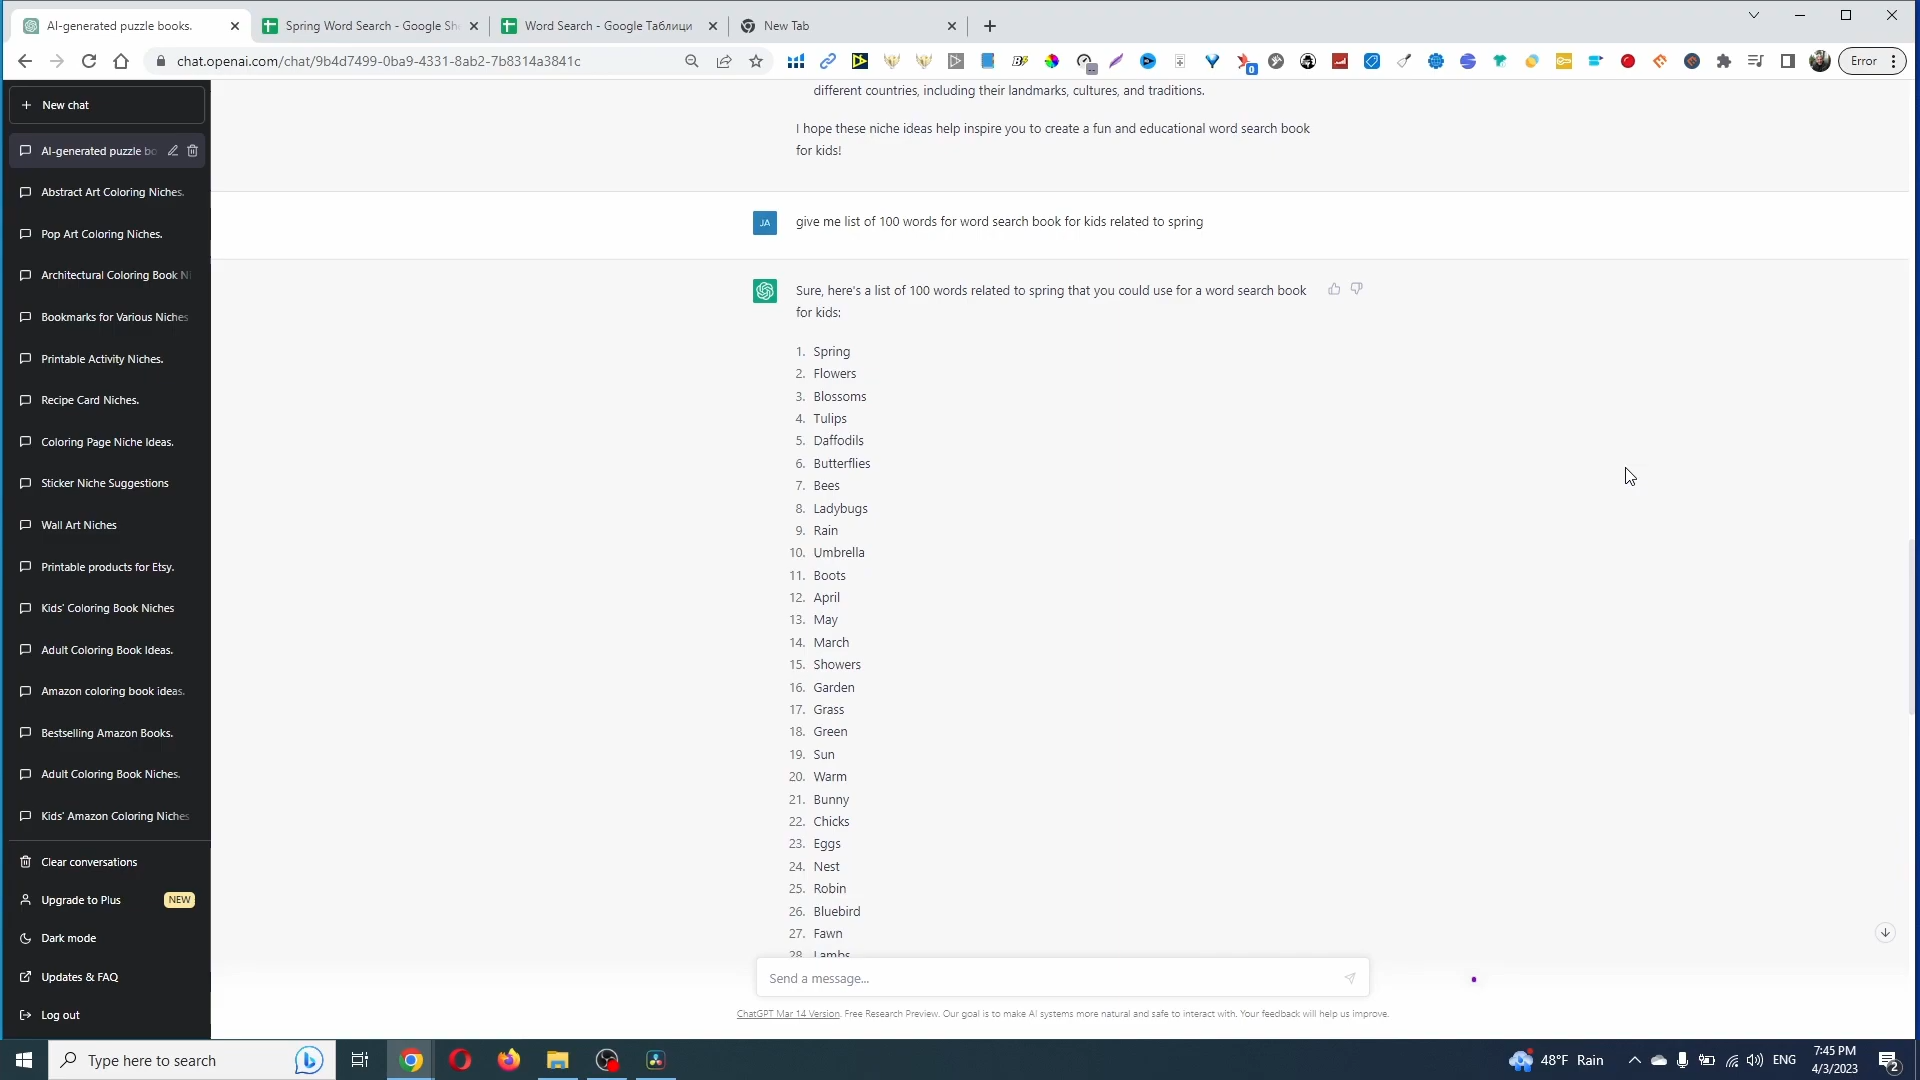 AI-generated puzzle books.
Spring Word Search - Google Sh
Word Search - Google Таблици
New Tab
chat.openai.com/chat/9b4d7499-0ba9-4331-8ab2-7b8314a3841c
Error
New chat
AI-generated puzzle bo
Abstract Art Coloring Niches.
Pop Art Coloring Niches.
Architectural Coloring Book Ni
Bookmarks for Various Niches
Printable Activity Niches.
Recipe Card Niches.
Coloring Page Niche Ideas.
Sticker Niche Suggestions
Wall Art Niches
Printable products for Etsy.
Kids' Coloring Book Niches
Adult Coloring Book Ideas.
Amazon coloring book ideas.
Bestselling Amazon Books.
Adult Coloring Book Niches.
Kids' Amazon Coloring Niches
Clear conversations
Upgrade to Plus NEW
Dark mode
Updates & FAQ
Log out
different countries, including their landmarks, cultures, and traditions.
I hope these niche ideas help inspire you to create a fun and educational word search book
for kids!
JA give me list of 100 words for word search book for kids related to spring
Sure, here's a list of 100 words related to spring that you could use for a word search book
for kids:
1. Spring
2. Flowers
3. Blossoms
4. Tulips
5. Daffodils
6. Butterflies
7. Bees
8. Ladybugs
9. Rain
10. Umbrella
11. Boots
12. April
13. May
14. March
15. Showers
16. Garden
17. Grass
18. Green
19. Sun
20. Warm
21. Bunny
22. Chicks
23. Eggs
24. Nest
25. Robin
26. Bluebird
27. Fawn
28. Lambs
Send a message...
ChatGPT Mar 14 Version. Free Research Preview. Our goal is to make AI systems more natural and safe to interact with. Your feedback will help us improve.
Type here to search
48°F Rain
ENG
7:45 PM
4/3/2023
2